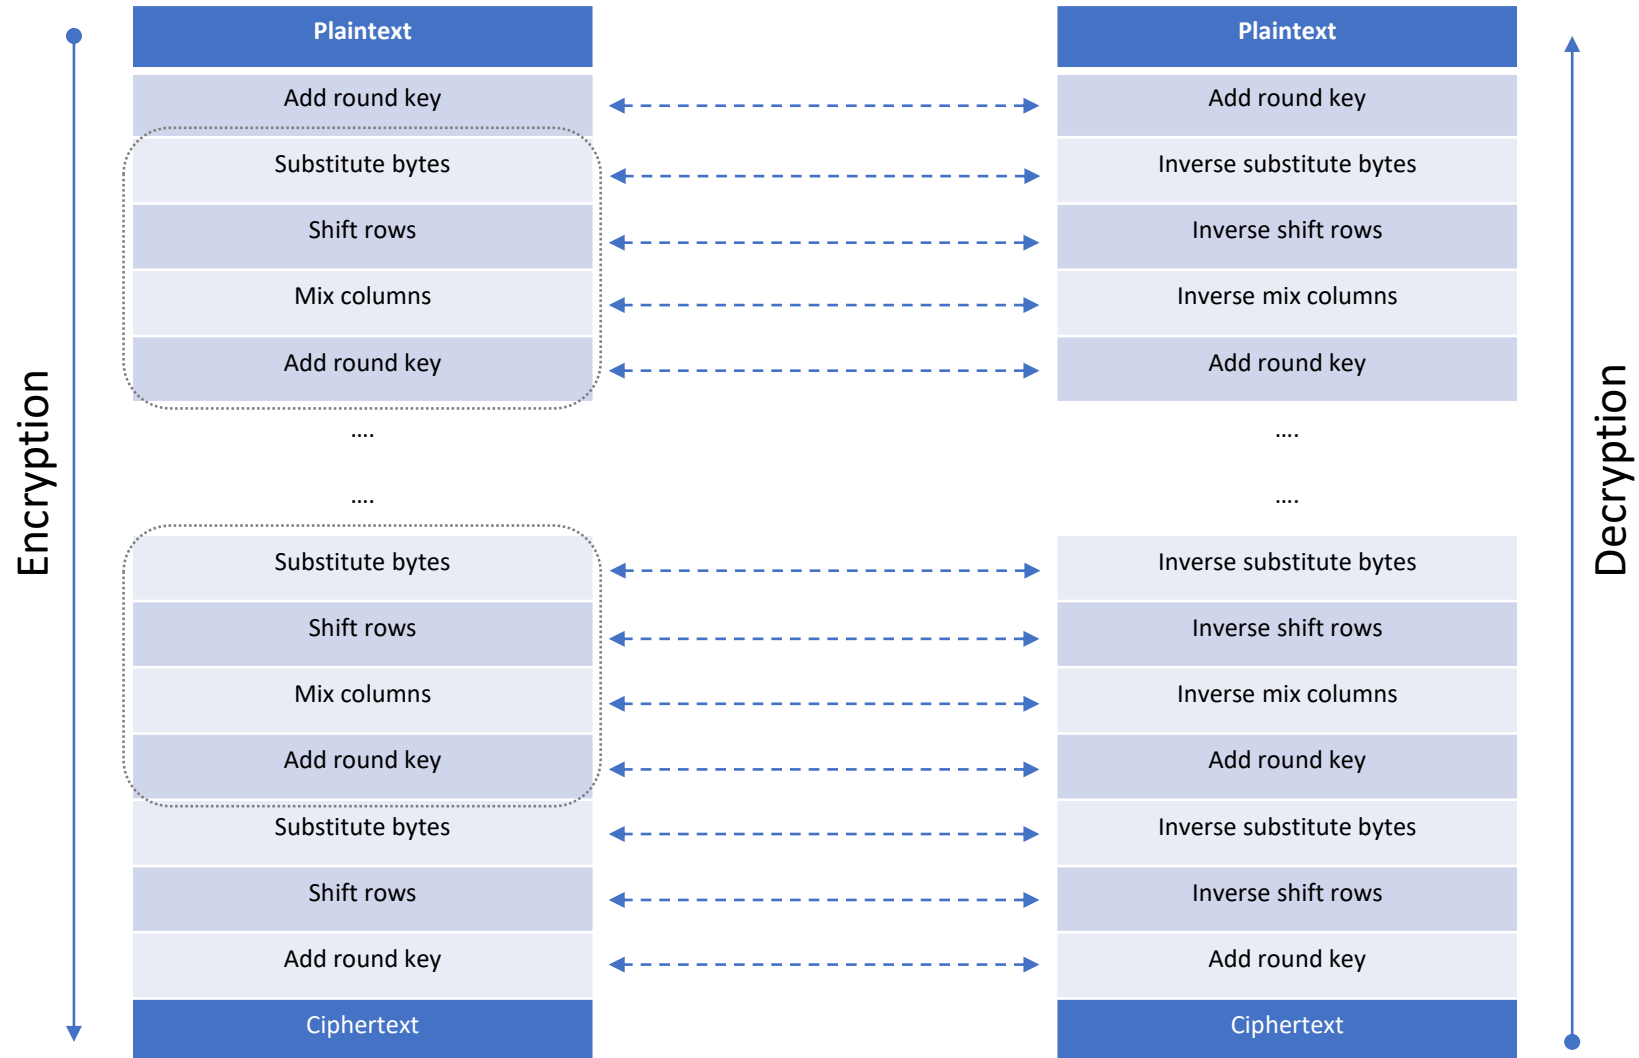 Plaintext
Plaintext
Add round key
Add round key
Substitute bytes
Inverse substitute bytes
Shift rows
Inverse shift rows
Mix columns
Inverse mix columns
Add round key
Add round key
....
....
....
....
Substitute bytes
Inverse substitute bytes
Shift rows
Inverse shift rows
Mix columns
Inverse mix columns
Add round key
Add round key
Substitute bytes
Inverse substitute bytes
Shift rows
Inverse shift rows
Add round key
Add round key
Ciphertext
Ciphertext
Encryption
Decryption